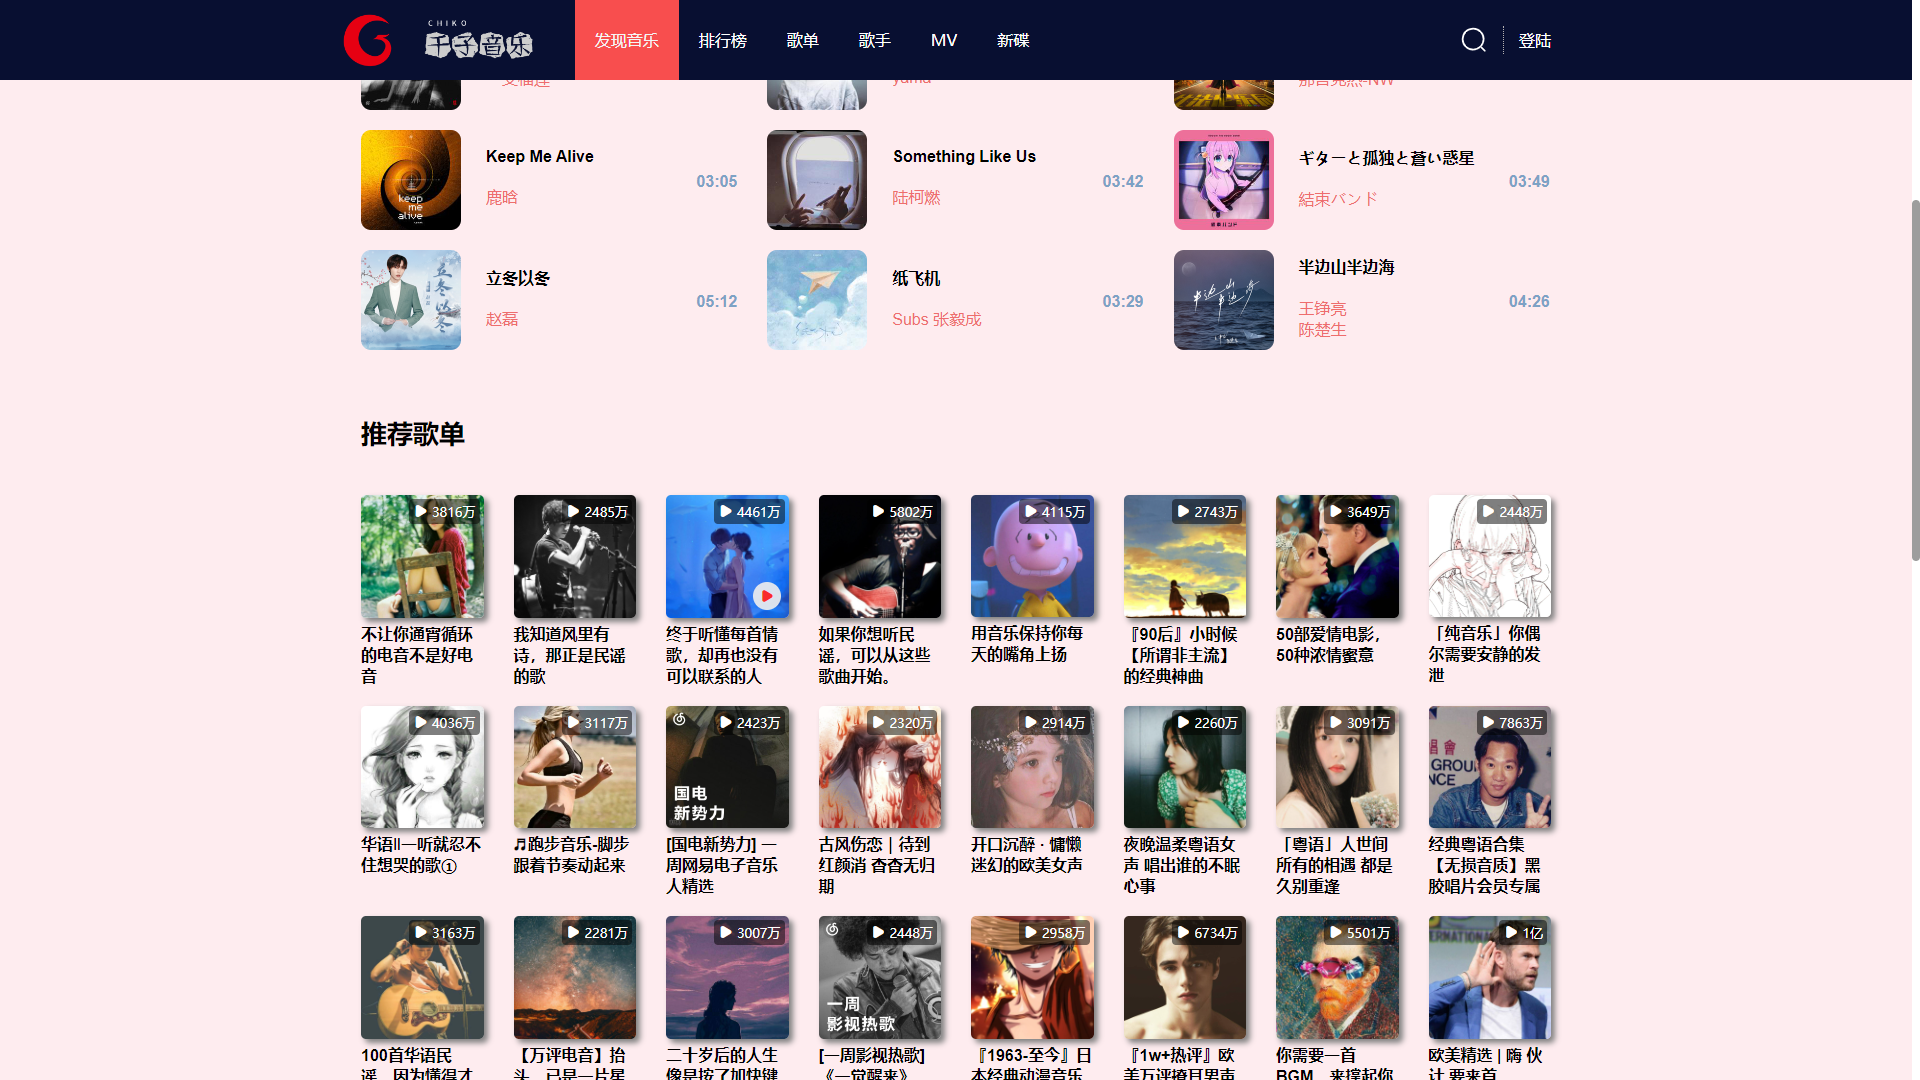 CHIKO
千子音乐
发现音乐
排行榜
歌单
歌手
MV
新碟
登陆
Keep Me Alive
鹿晗
03:05
Something Like Us
陆柯燃
03:42
ギターと孤独と蒼い惑星
結束バンド
03:49
keep
me
alive
立冬以冬
赵磊
05:12
纸飞机
Subs 张毅成
03:29
半边山半边海
王铮亮
陈楚生
04:26
推荐歌单
3816万
2485万
4461万
5802万
4115万
2743万
3649万
2448万
不让你通宵循环
的电音不是好电
音
我知道风里有
诗，那正是民谣
的歌
终于听懂每首情
歌，却再也没有
可以联系的人
如果你想听民
谣，可以从这些
歌曲开始。
用音乐保持你每
天的嘴角上扬
『90后』小时候
【所谓非主流】
的经典神曲
50部爱情电影，
50种浓情蜜意
「纯音乐」你偶
尔需要安静的发
泄
4036万
3117万
2423万
2320万
2914万
2260万
3091万
7863万
国电
新势力
华语‖一听就忍不
住想哭的歌①
♬跑步音乐-脚步
跟着节奏动起来
[国电新势力] 一
周网易电子音乐
人精选
古风伤恋 | 待到
红颜消 杳杳无归
期
开口沉醉 · 慵懒
迷幻的欧美女声
夜晚温柔粤语女
声 唱出谁的不眠
心事
「粤语」人世间
所有的相遇 都是
久别重逢
经典粤语合集
【无损音质】黑
胶唱片会员专属
3163万
2281万
3007万
2448万
2958万
6734万
5501万
1亿
一周
影视热歌
100首华语民
谣，因为懂得才
【万评电音】抬
头，已是一片星
二十岁后的人生
像是按了加快键
[一周影视热歌]
《一觉醒来》
『1963-至今』日
本经典动漫音乐
『1w+热评』欧
美万评撩耳男声
你需要一首
BGM，来撑起你
欧美精选 | 嗨 伙
计 要来首